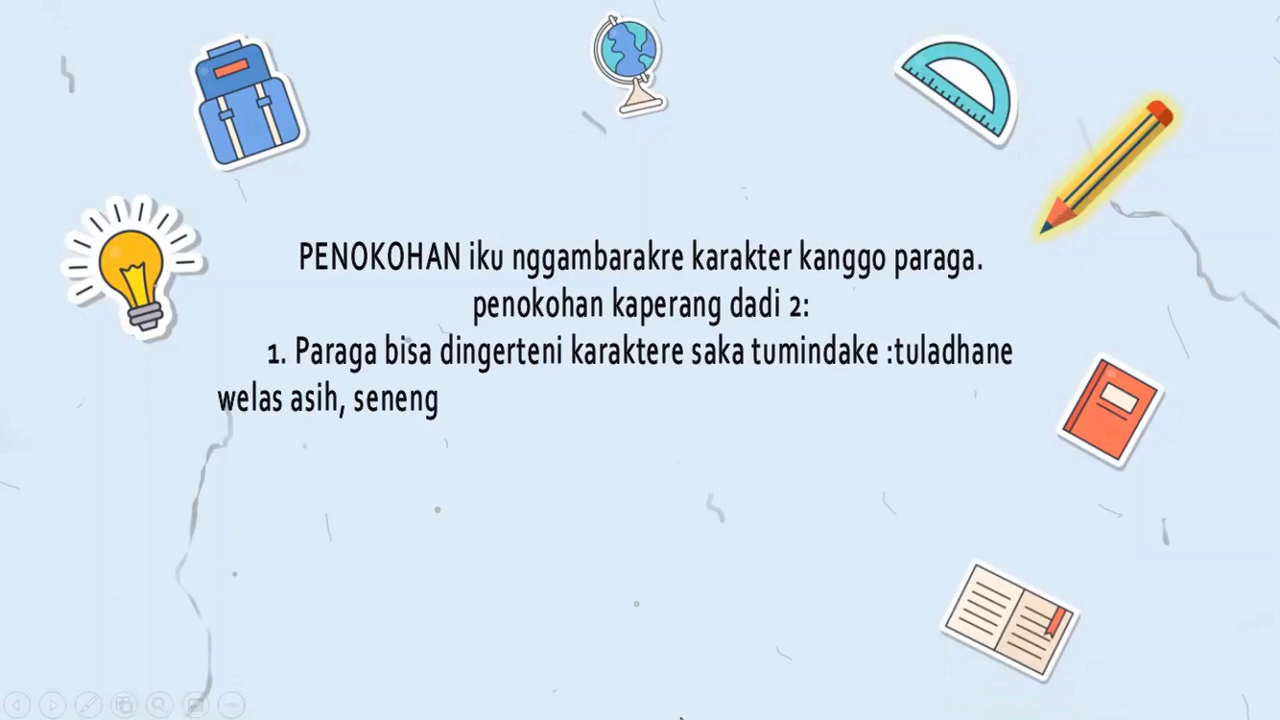 PENOKOHAN iku nggambarakre karakter kanggo paraga.
penokohan kaperang dadi 2:
1. Paraga bisa dingerteni karaktere saka tumindake :tuladhane
welas asih, seneng